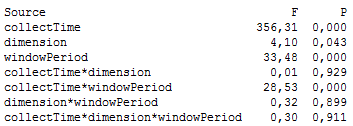 Source F P
collectTime 356,31 0,000
dimension 4,10 0,043
windowPeriod 33,48 0,000
collectTime*dimension 0,01 0,929
collectTime*windowPeriod 28,53 0,000
dimension*windowPeriod 0,32 0,899
collectTime*dimension*windowPeriod 0,30 0,911